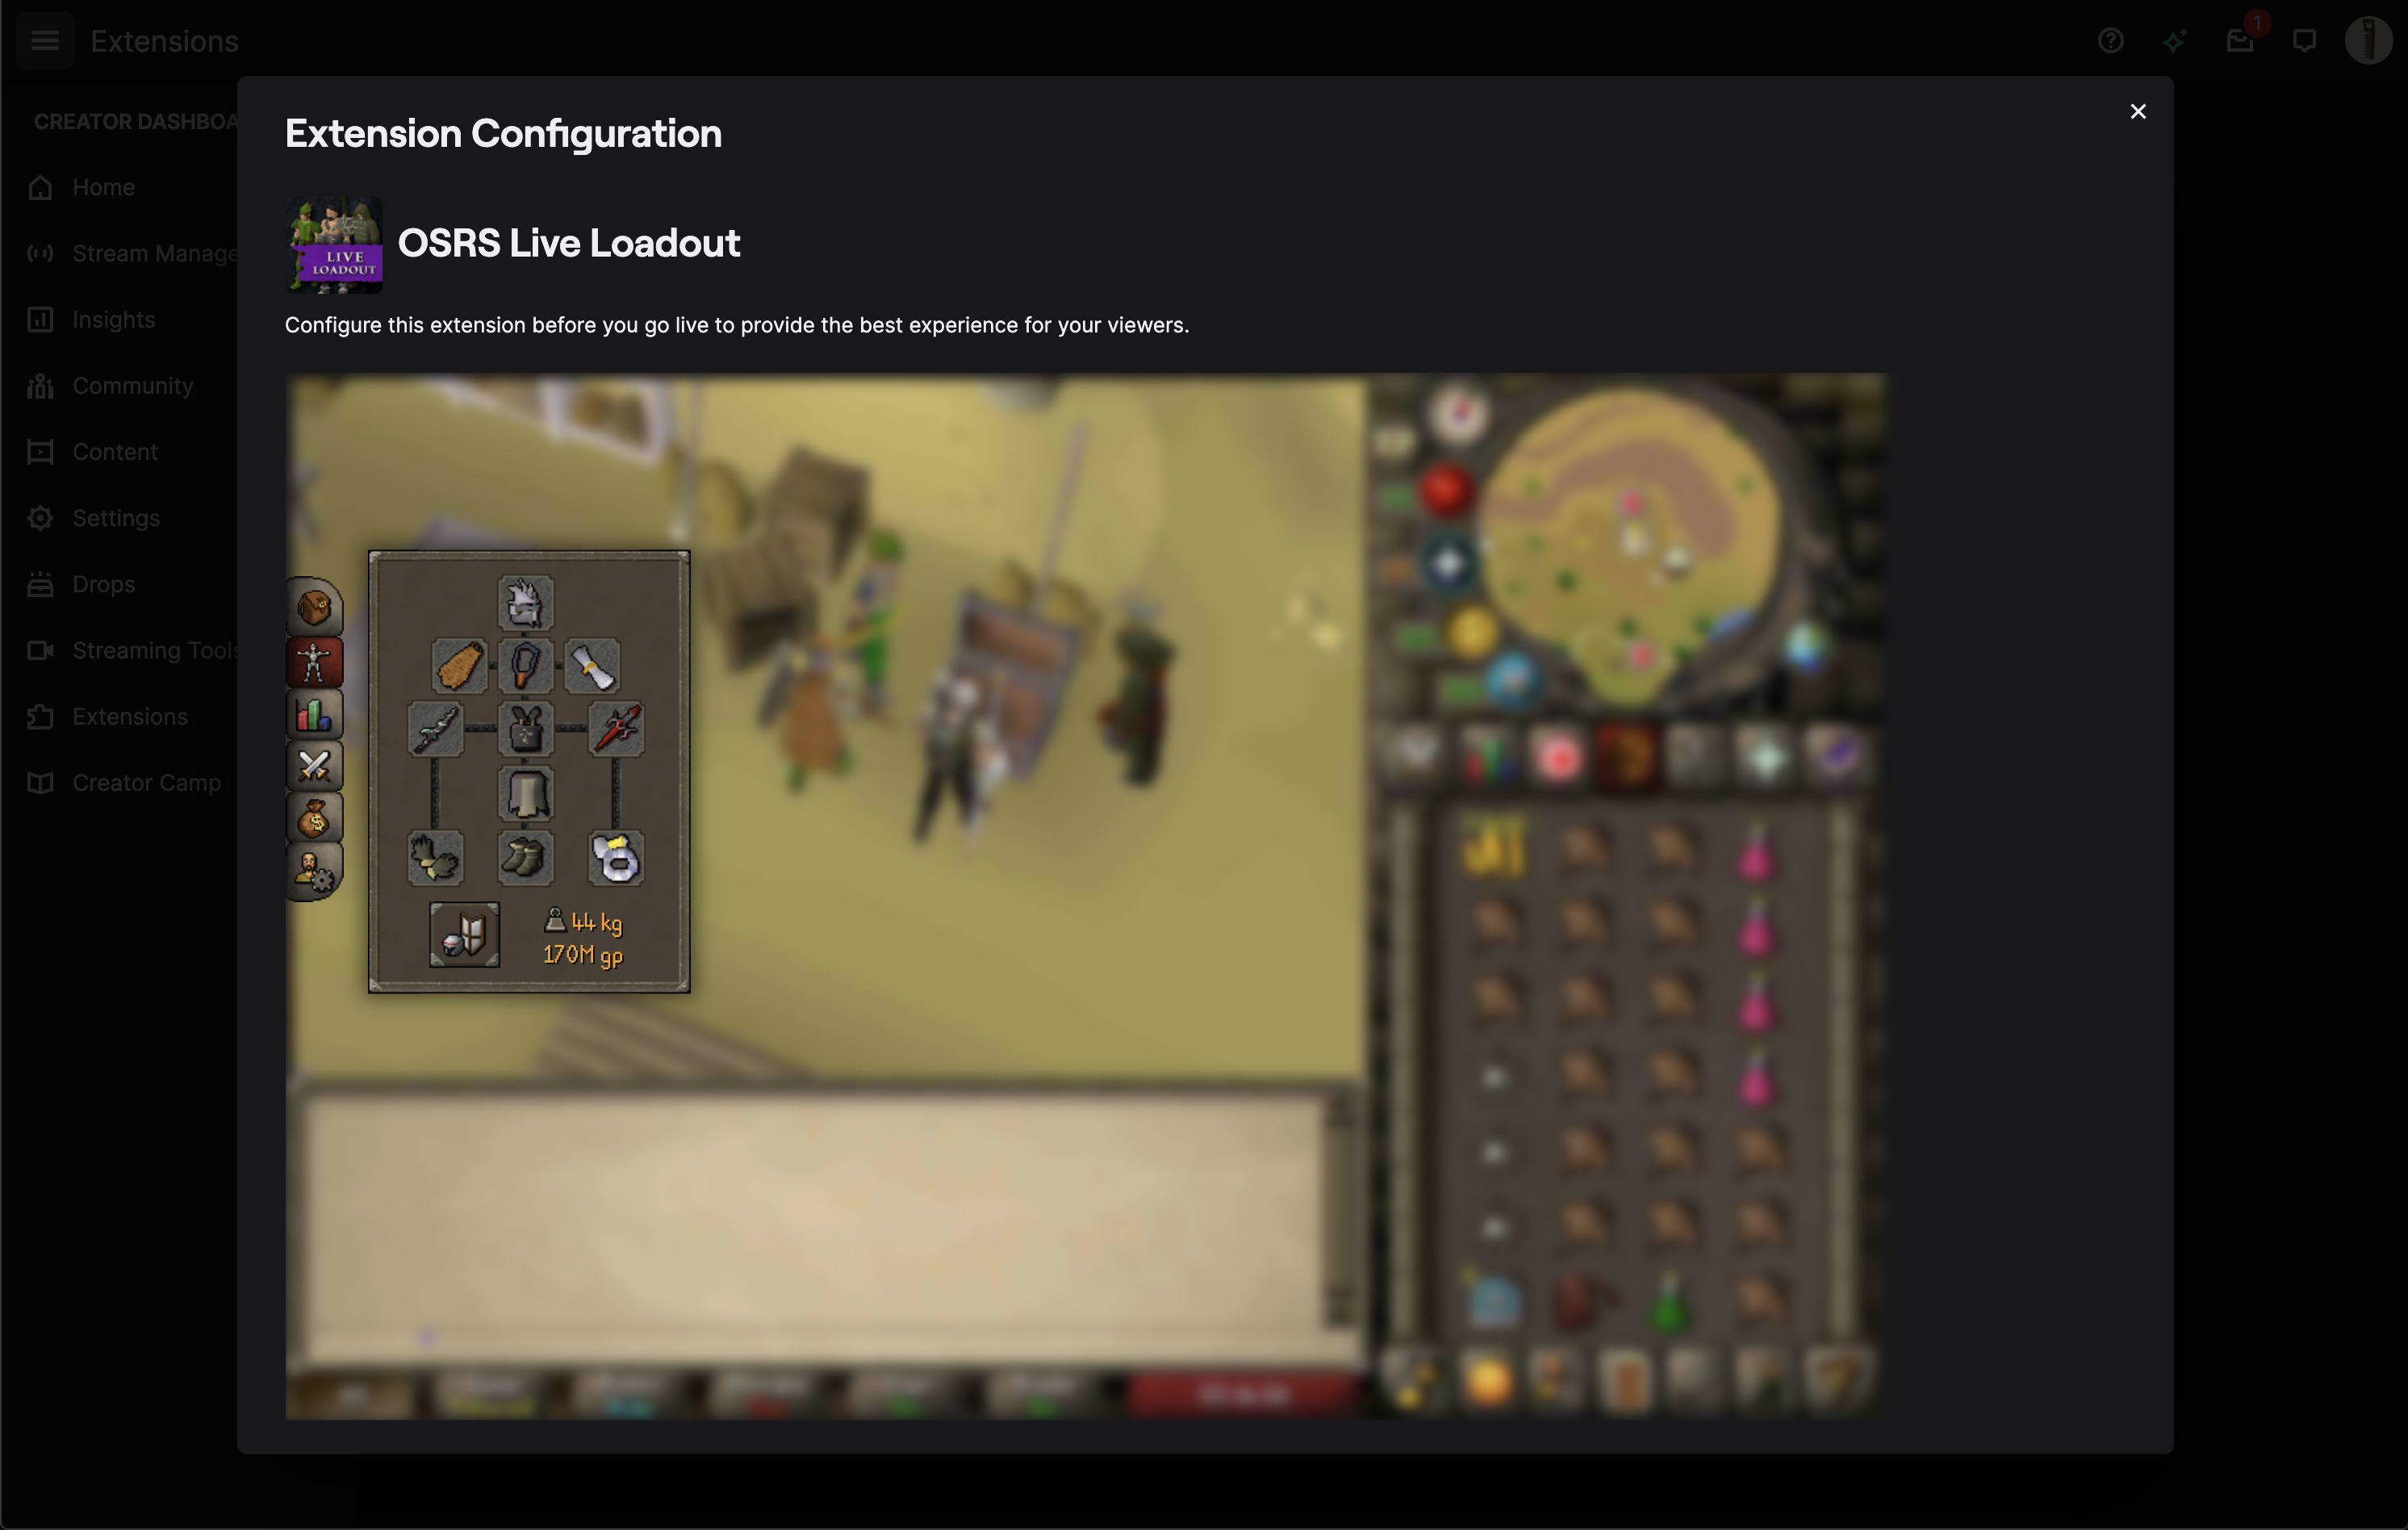 Extensions
1
CREATOR DASHBOA
Home
Stream Manage
Insights
Community
Content
Settings
Drops
Streaming Tools
Extensions
Creator Camp
Extension Configuration
LIVE
LOADOUT
OSRS Live Loadout
Configure this extension before you go live to provide the best experience for your viewers.
44 kg
170M gp